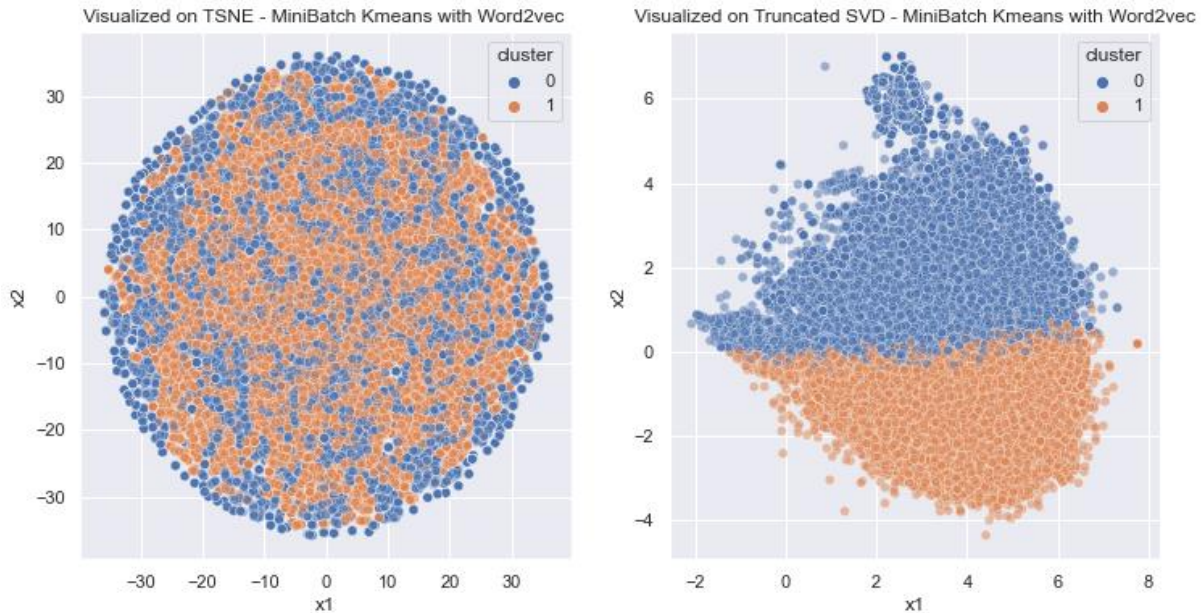 Visualized on TSNE - MiniBatch Kmeans with Word2vec
cluster
0
1
30
20
10
0
−10
−20
−30
x2
−30 −20 −10 0 10 20 30
x1
Visualized on Truncated SVD - MiniBatch Kmeans with Word2vec
cluster
0
1
6
4
2
0
−2
−4
x2
−2 0 2 4 6 8
x1